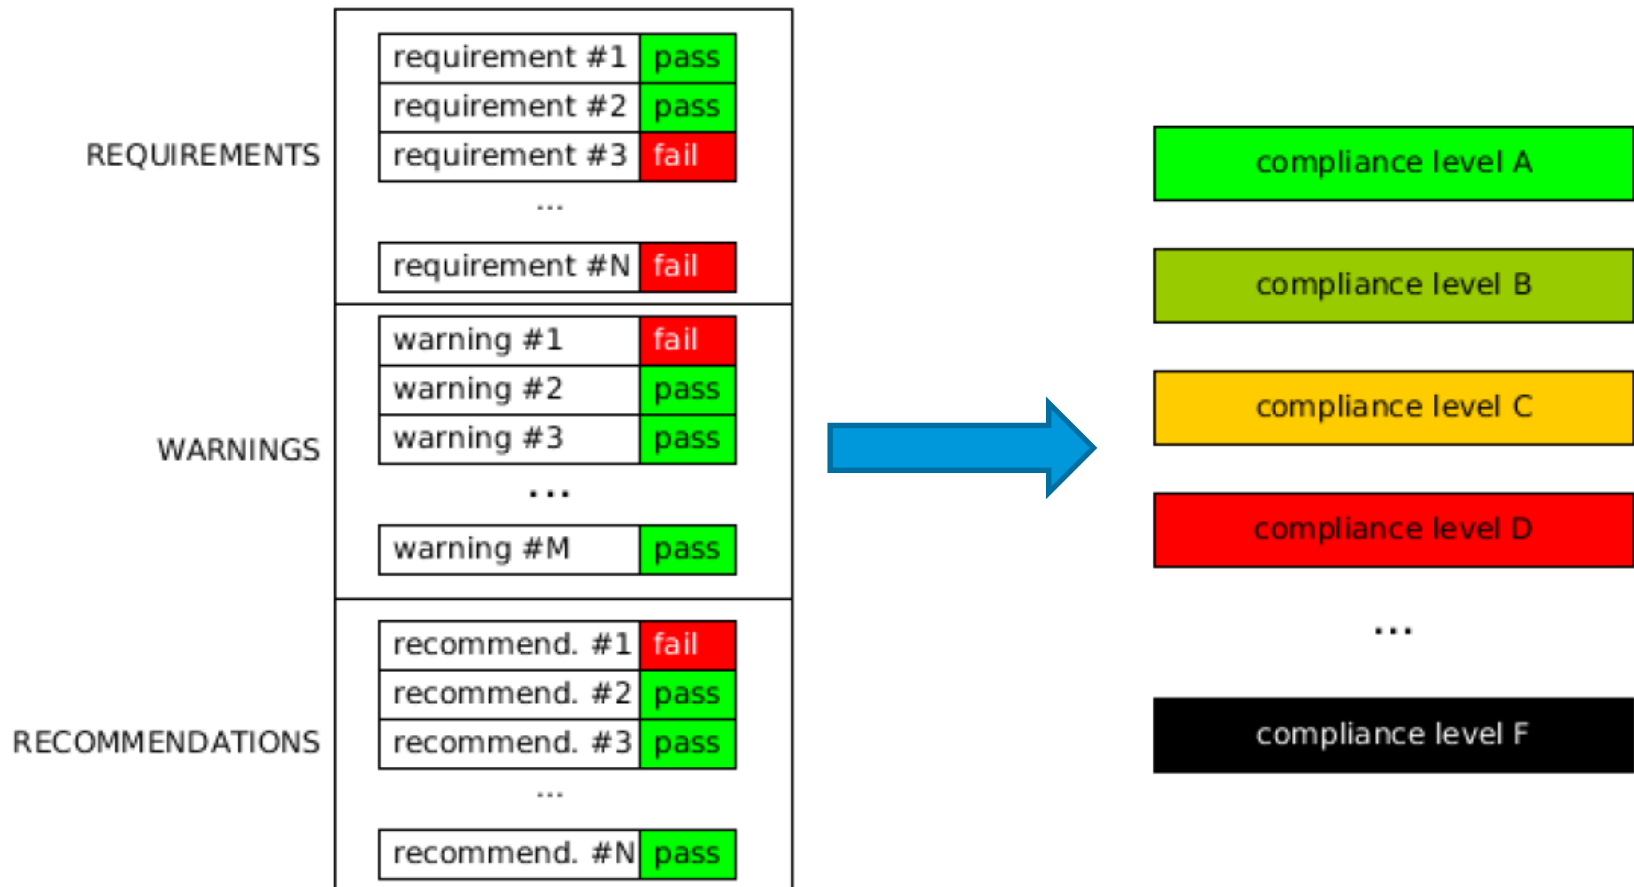 REQUIREMENTS
requirement #1 pass
requirement #2 pass
requirement #3 fail
...
requirement #N fail
WARNINGS
warning #1 fail
warning #2 pass
warning #3 pass
...
warning #M pass
RECOMMENDATIONS
recommend. #1 fail
recommend. #2 pass
recommend. #3 pass
...
recommend. #N pass
compliance level A
compliance level B
compliance level C
compliance level D
...
compliance level F